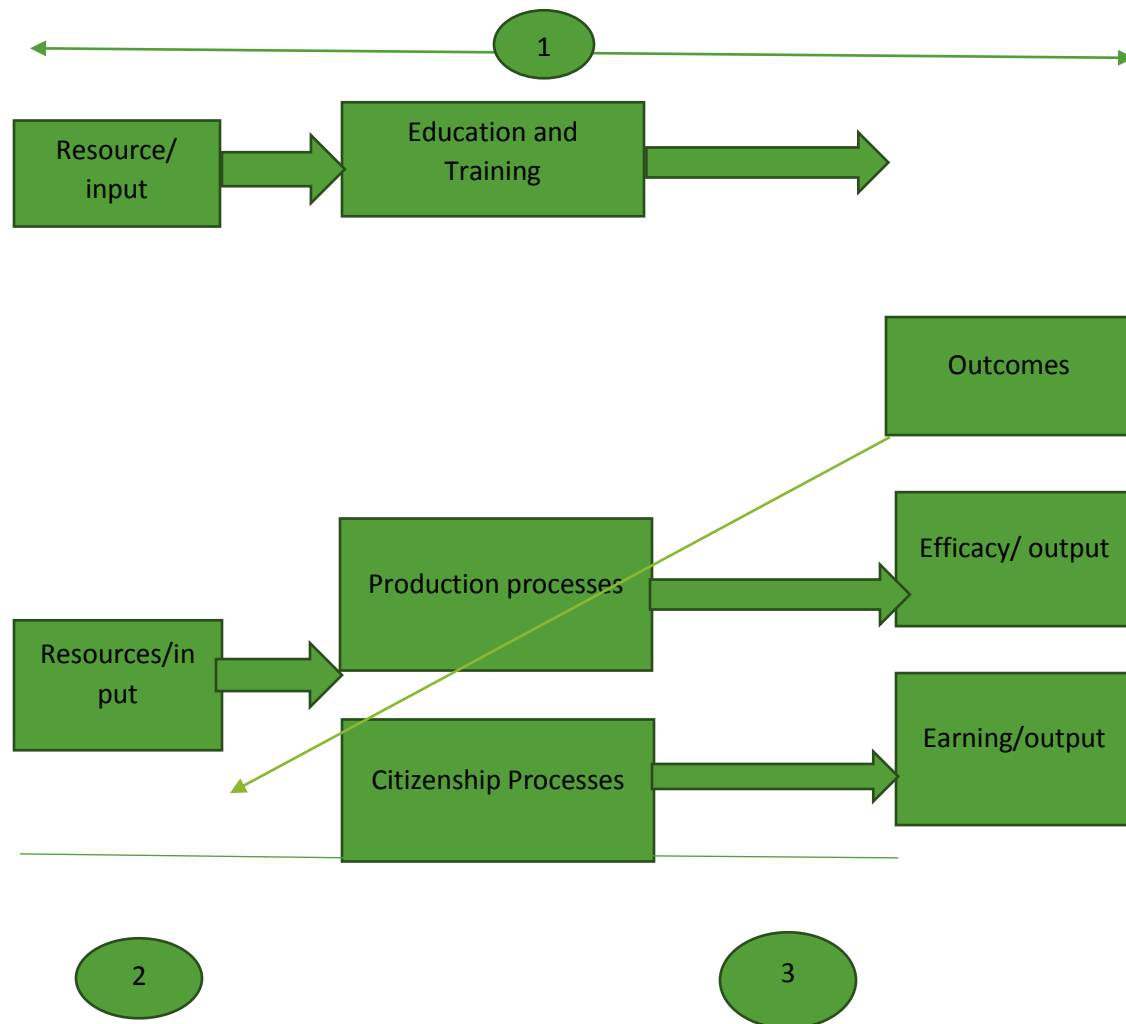 1
Resource/
input
Education and
Training
Outcomes
Production processes
Efficacy/ output
Resources/in
put
Citizenship Processes
Earning/output
2
3